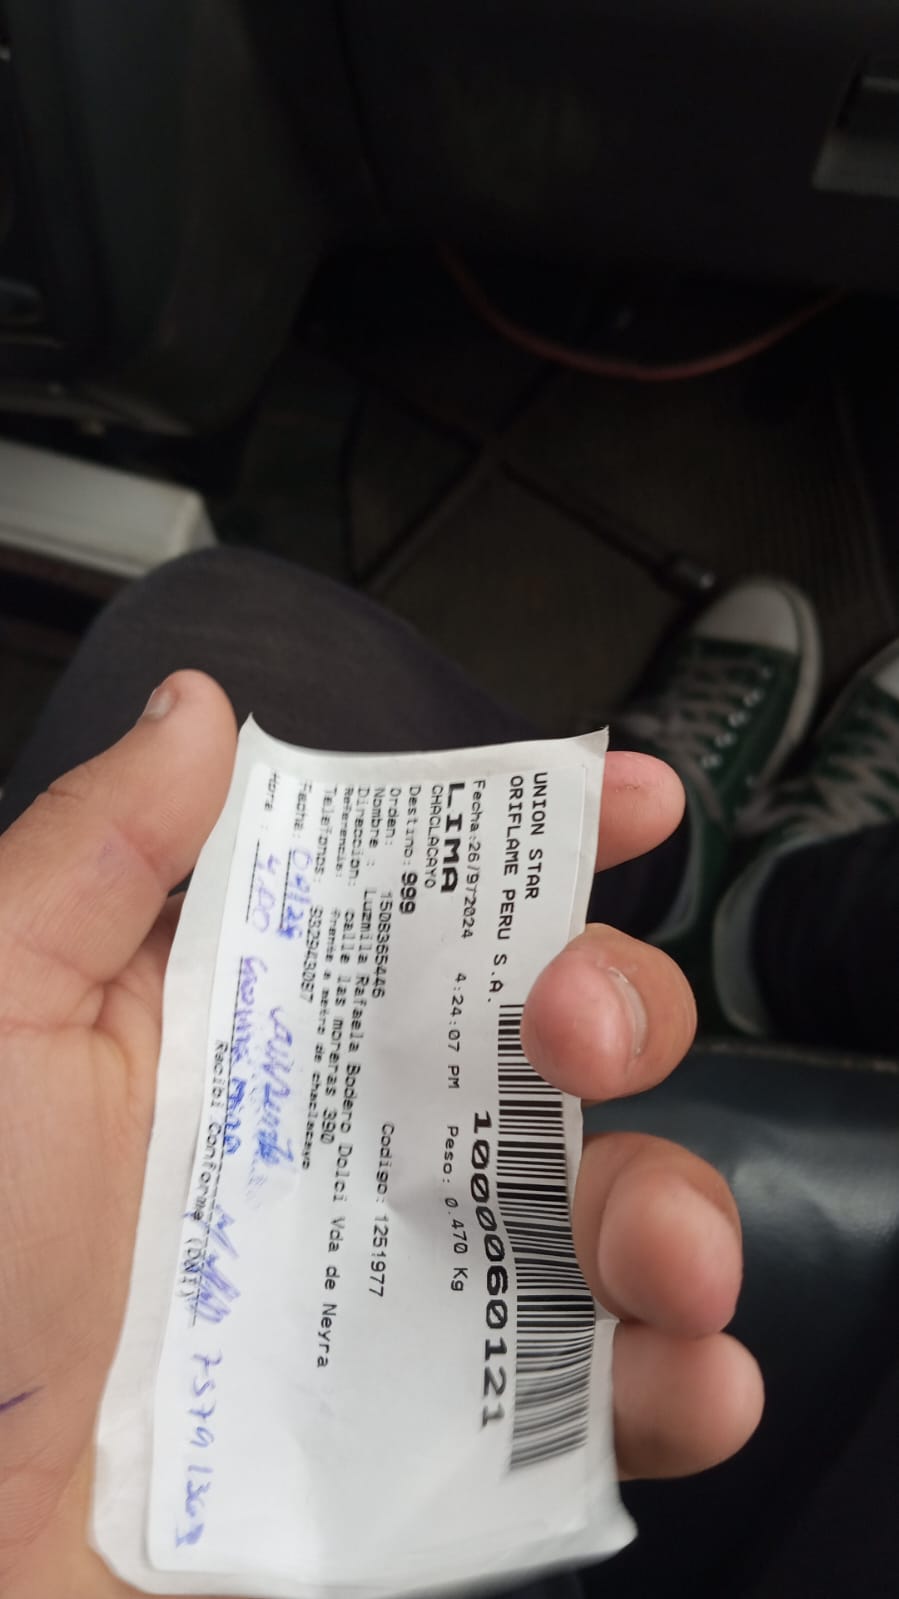 UNION STAR
ORIFLAME PERU S.A.
Fecha:26/9/2024 4:24:07 PM Peso: 0.470 Kg
1000060121
LIMA
CHACLACAYO
Destino: 999
Orden: 1508365446 Codigo: 1251977
Nombre : Luzmila Rafaela Bodero Dolci Vda de Neyra
Direccion: calle las moreras 390
Referencia: frente a metro de chaclacayo
Telefonos: 932943087
Fecha:
Hora :
Recibi Conforme (DNI)